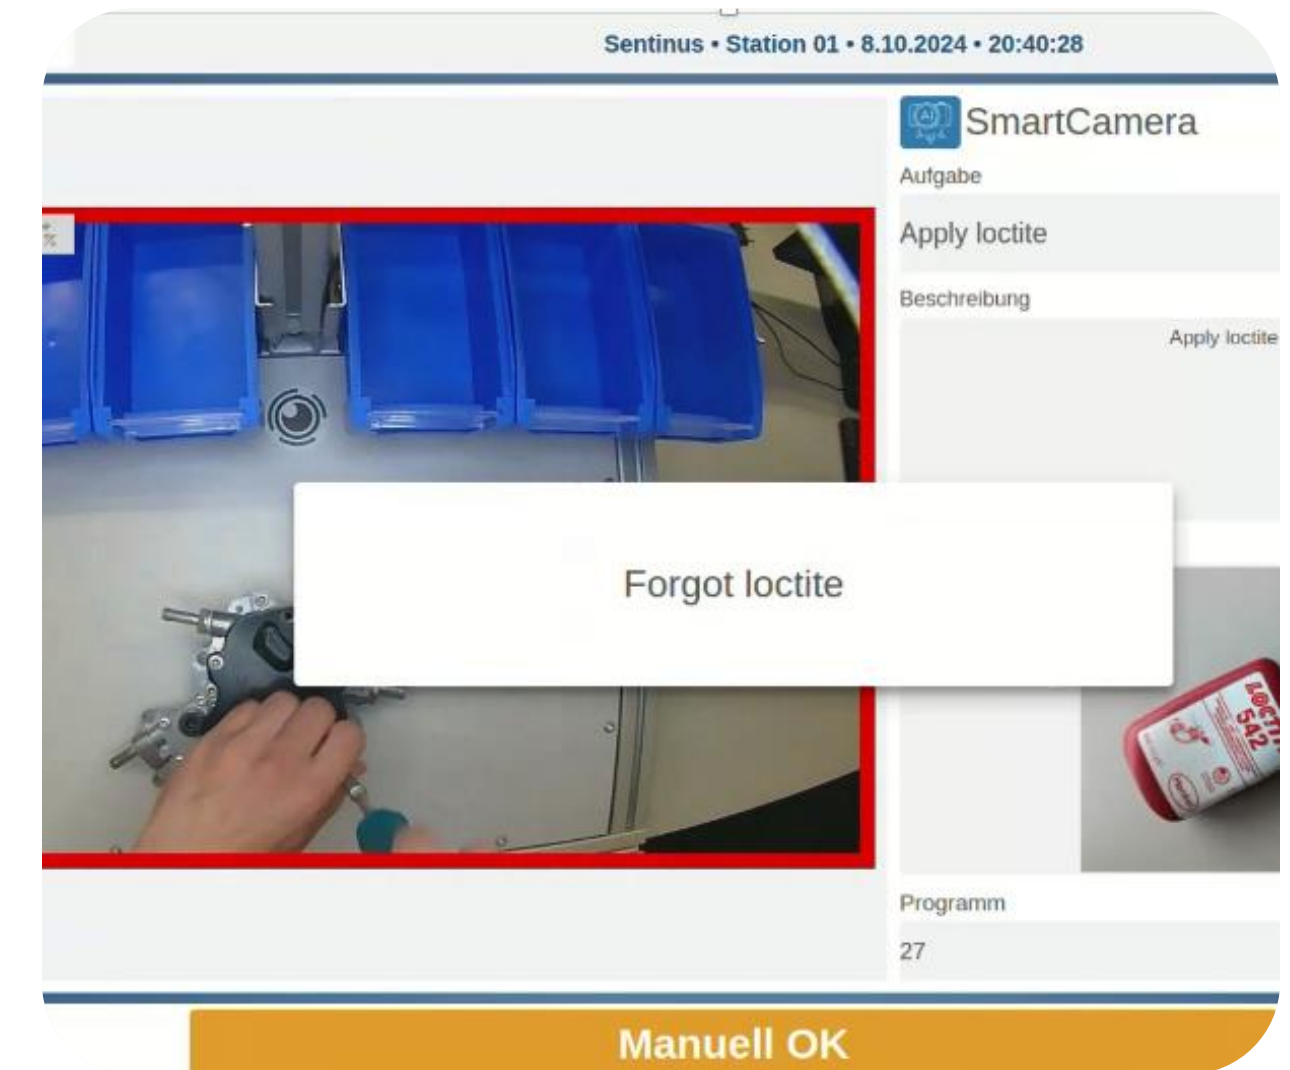 Sentinus • Station 01 • 8.10.2024 • 20:40:28
SmartCamera
Aufgabe
Apply loctite
Beschreibung
Apply loctite
Forgot loctite
542
Programm
27
Manuell OK